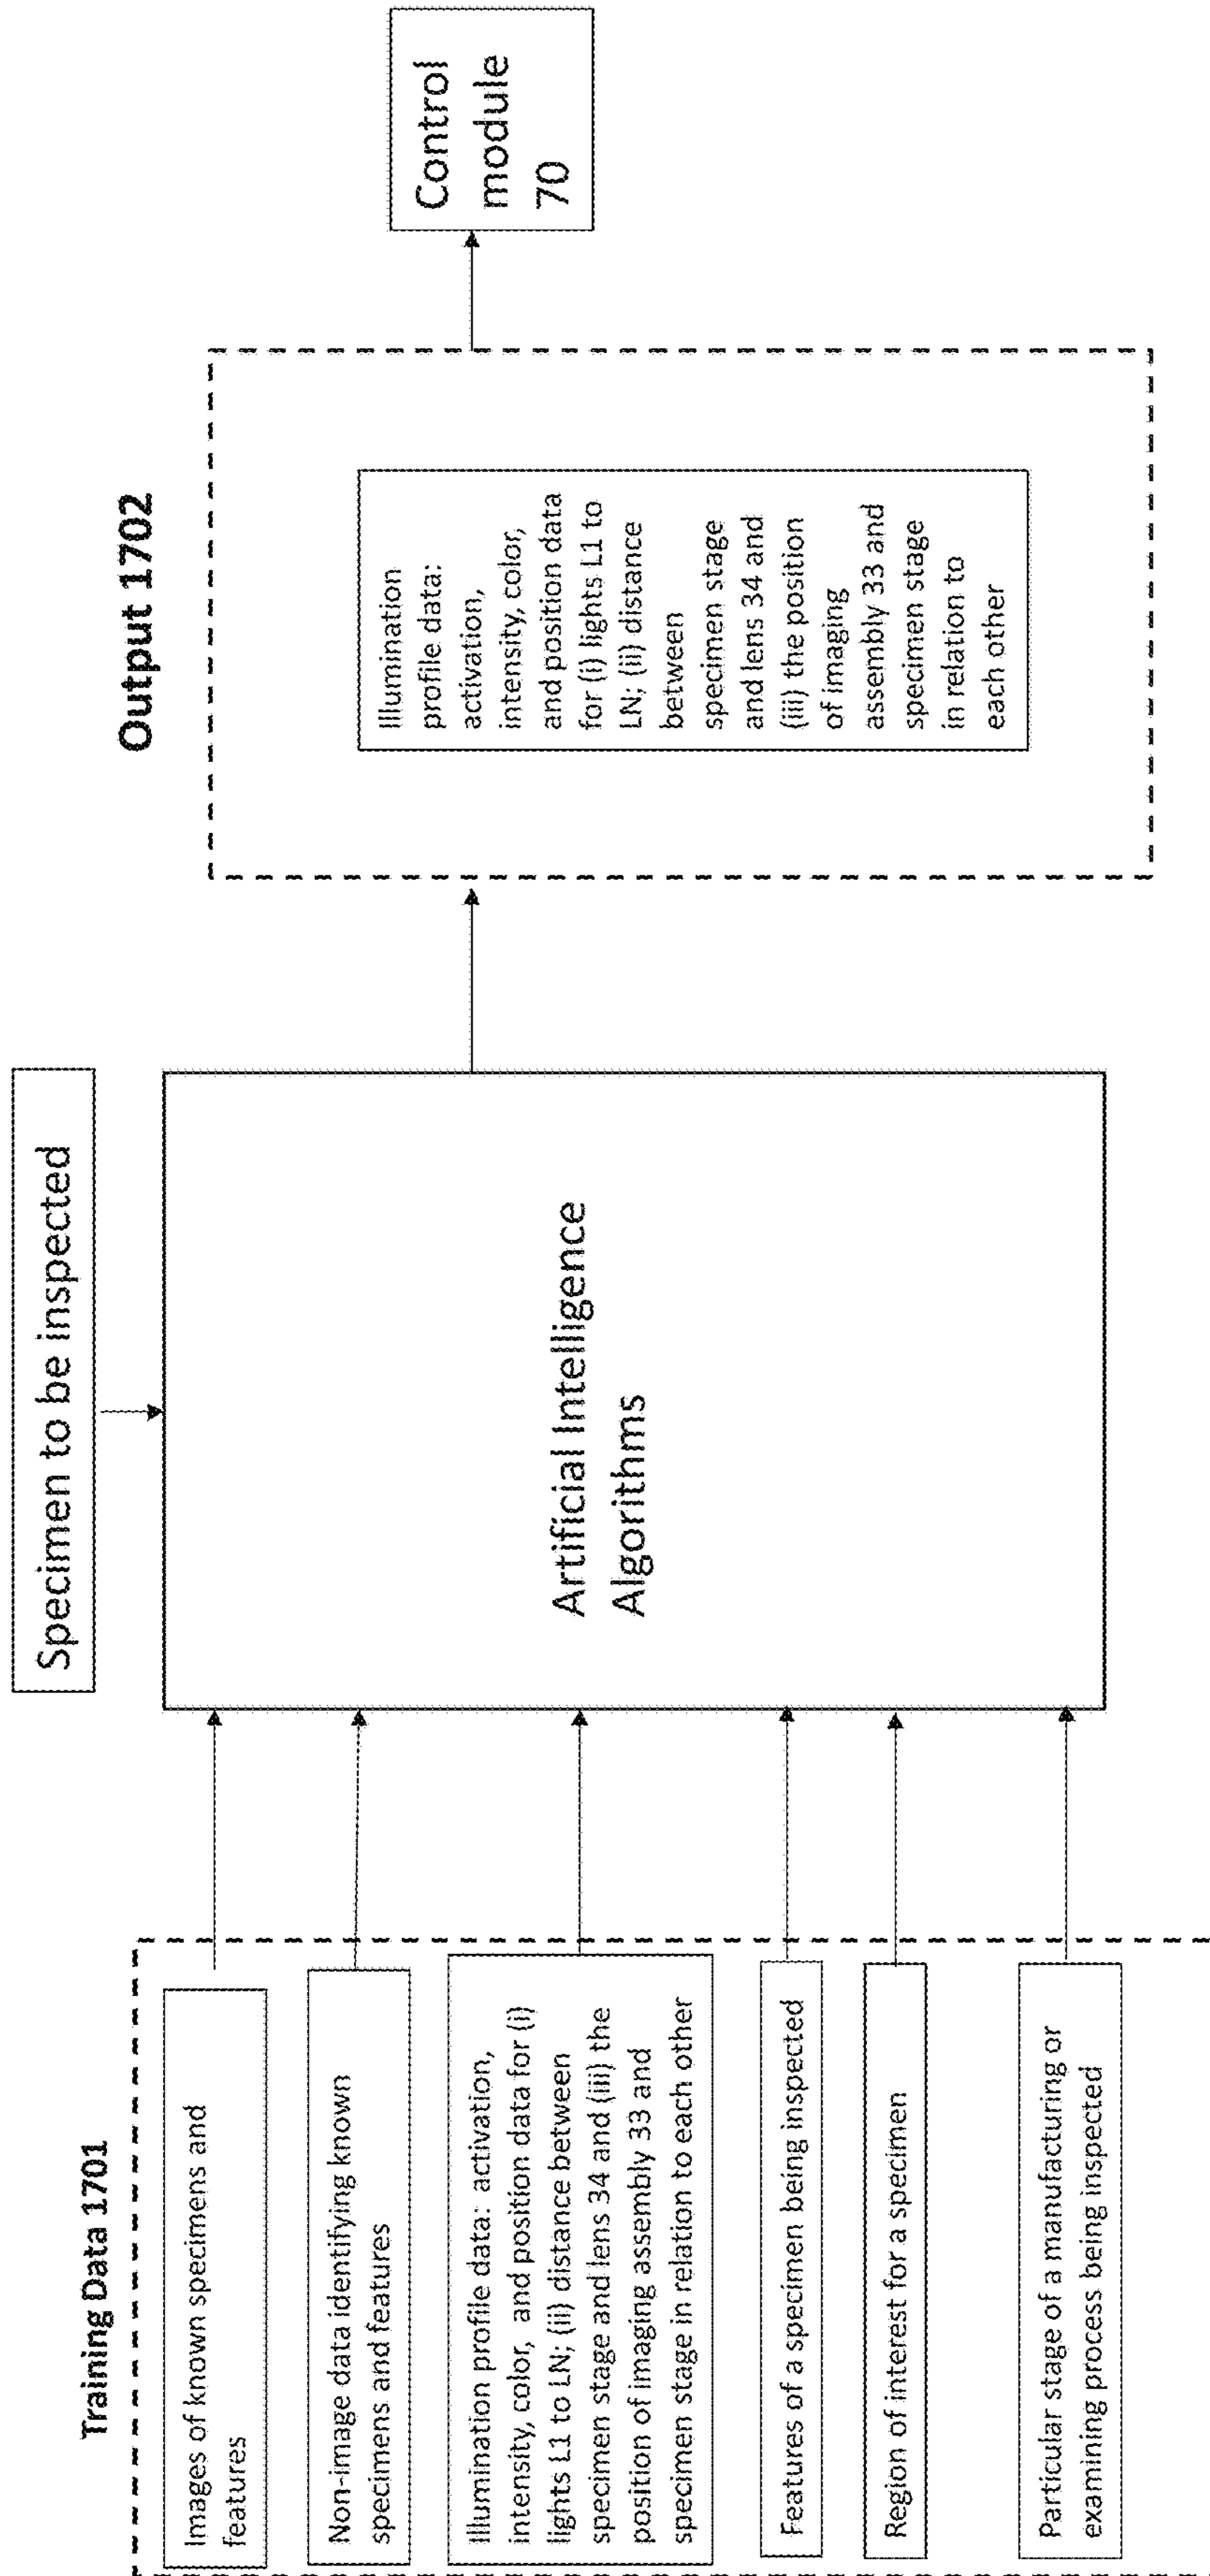 Specimen to be inspected
Training Data 1701
Images of known specimens and
features
Non-image data identifying known
specimens and features
Illumination profile data: activation,
intensity, color, and position data for (i)
lights L1 to LN; (ii) distance between
specimen stage and lens 34 and (iii) the
position of imaging assembly 33 and
specimen stage in relation to each other
Features of a specimen being inspected
Region of interest for a specimen
Particular stage of a manufacturing or
examining process being inspected
Artificial Intelligence
Algorithms
Output 1702
Illumination
profile data:
activation,
intensity, color,
and position data
for (i) lights L1 to
LN; (ii) distance
between
specimen stage
and lens 34 and
(iii) the position
of imaging
assembly 33 and
specimen stage
in relation to
each other
Control
module
70